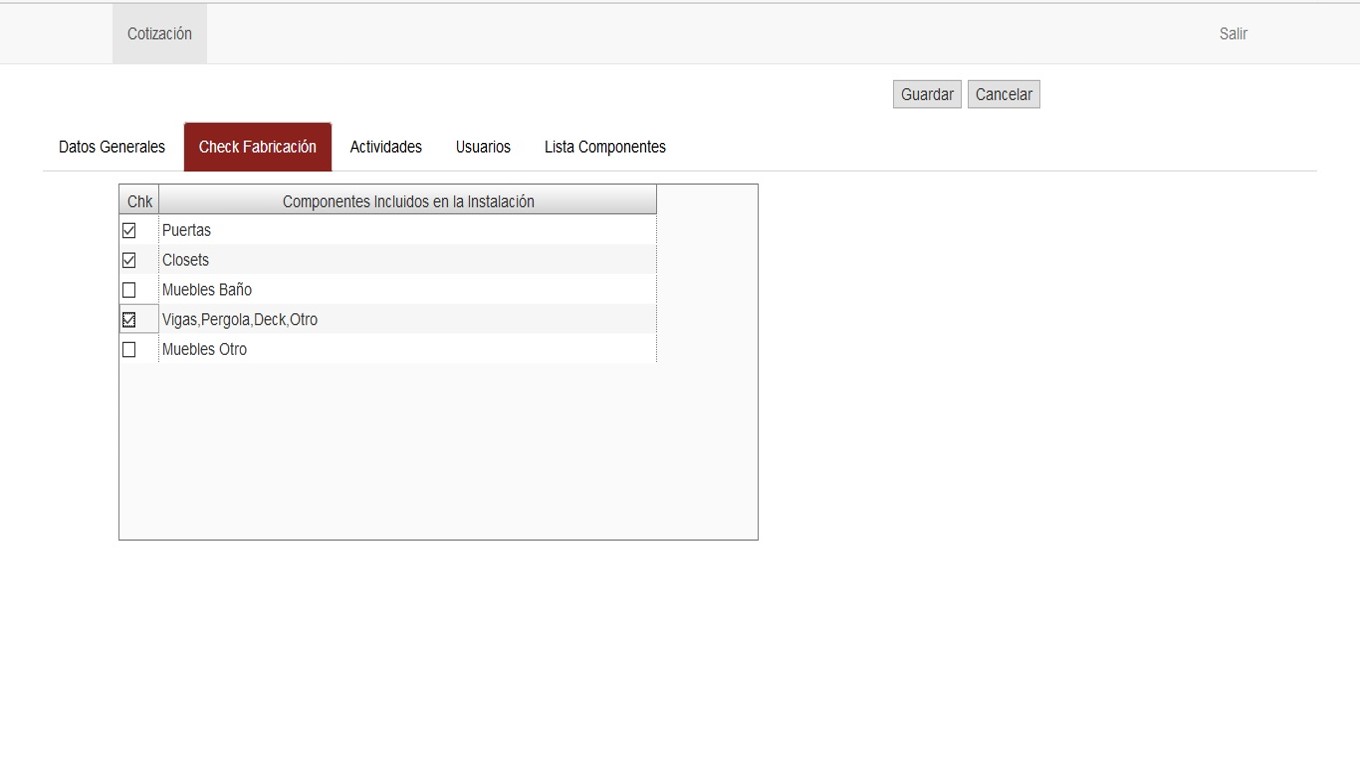 Cotización Salir
Guardar Cancelar
Datos Generales Check Fabricación Actividades Usuarios Lista Componentes
Chk Componentes Incluidos en la Instalación
Puertas
Closets
Muebles Baño
Vigas,Pergola,Deck,Otro
Muebles Otro